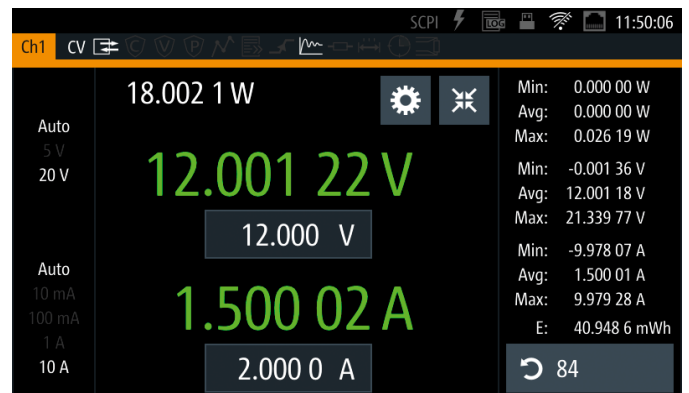 SCPI LOG 11:50:06
Ch1 CV C V P
18.002 1 W
Auto
5 V
20 V
12.001 22 V
12.000 V
Auto
10 mA
100 mA
1 A
10 A
1.500 02 A
2.000 0 A
Min: 0.000 00 W
Avg: 0.000 00 W
Max: 0.026 19 W
Min: -0.001 36 V
Avg: 12.001 18 V
Max: 21.339 77 V
Min: -9.978 07 A
Avg: 1.500 01 A
Max: 9.979 28 A
E: 40.948 6 mWh
84